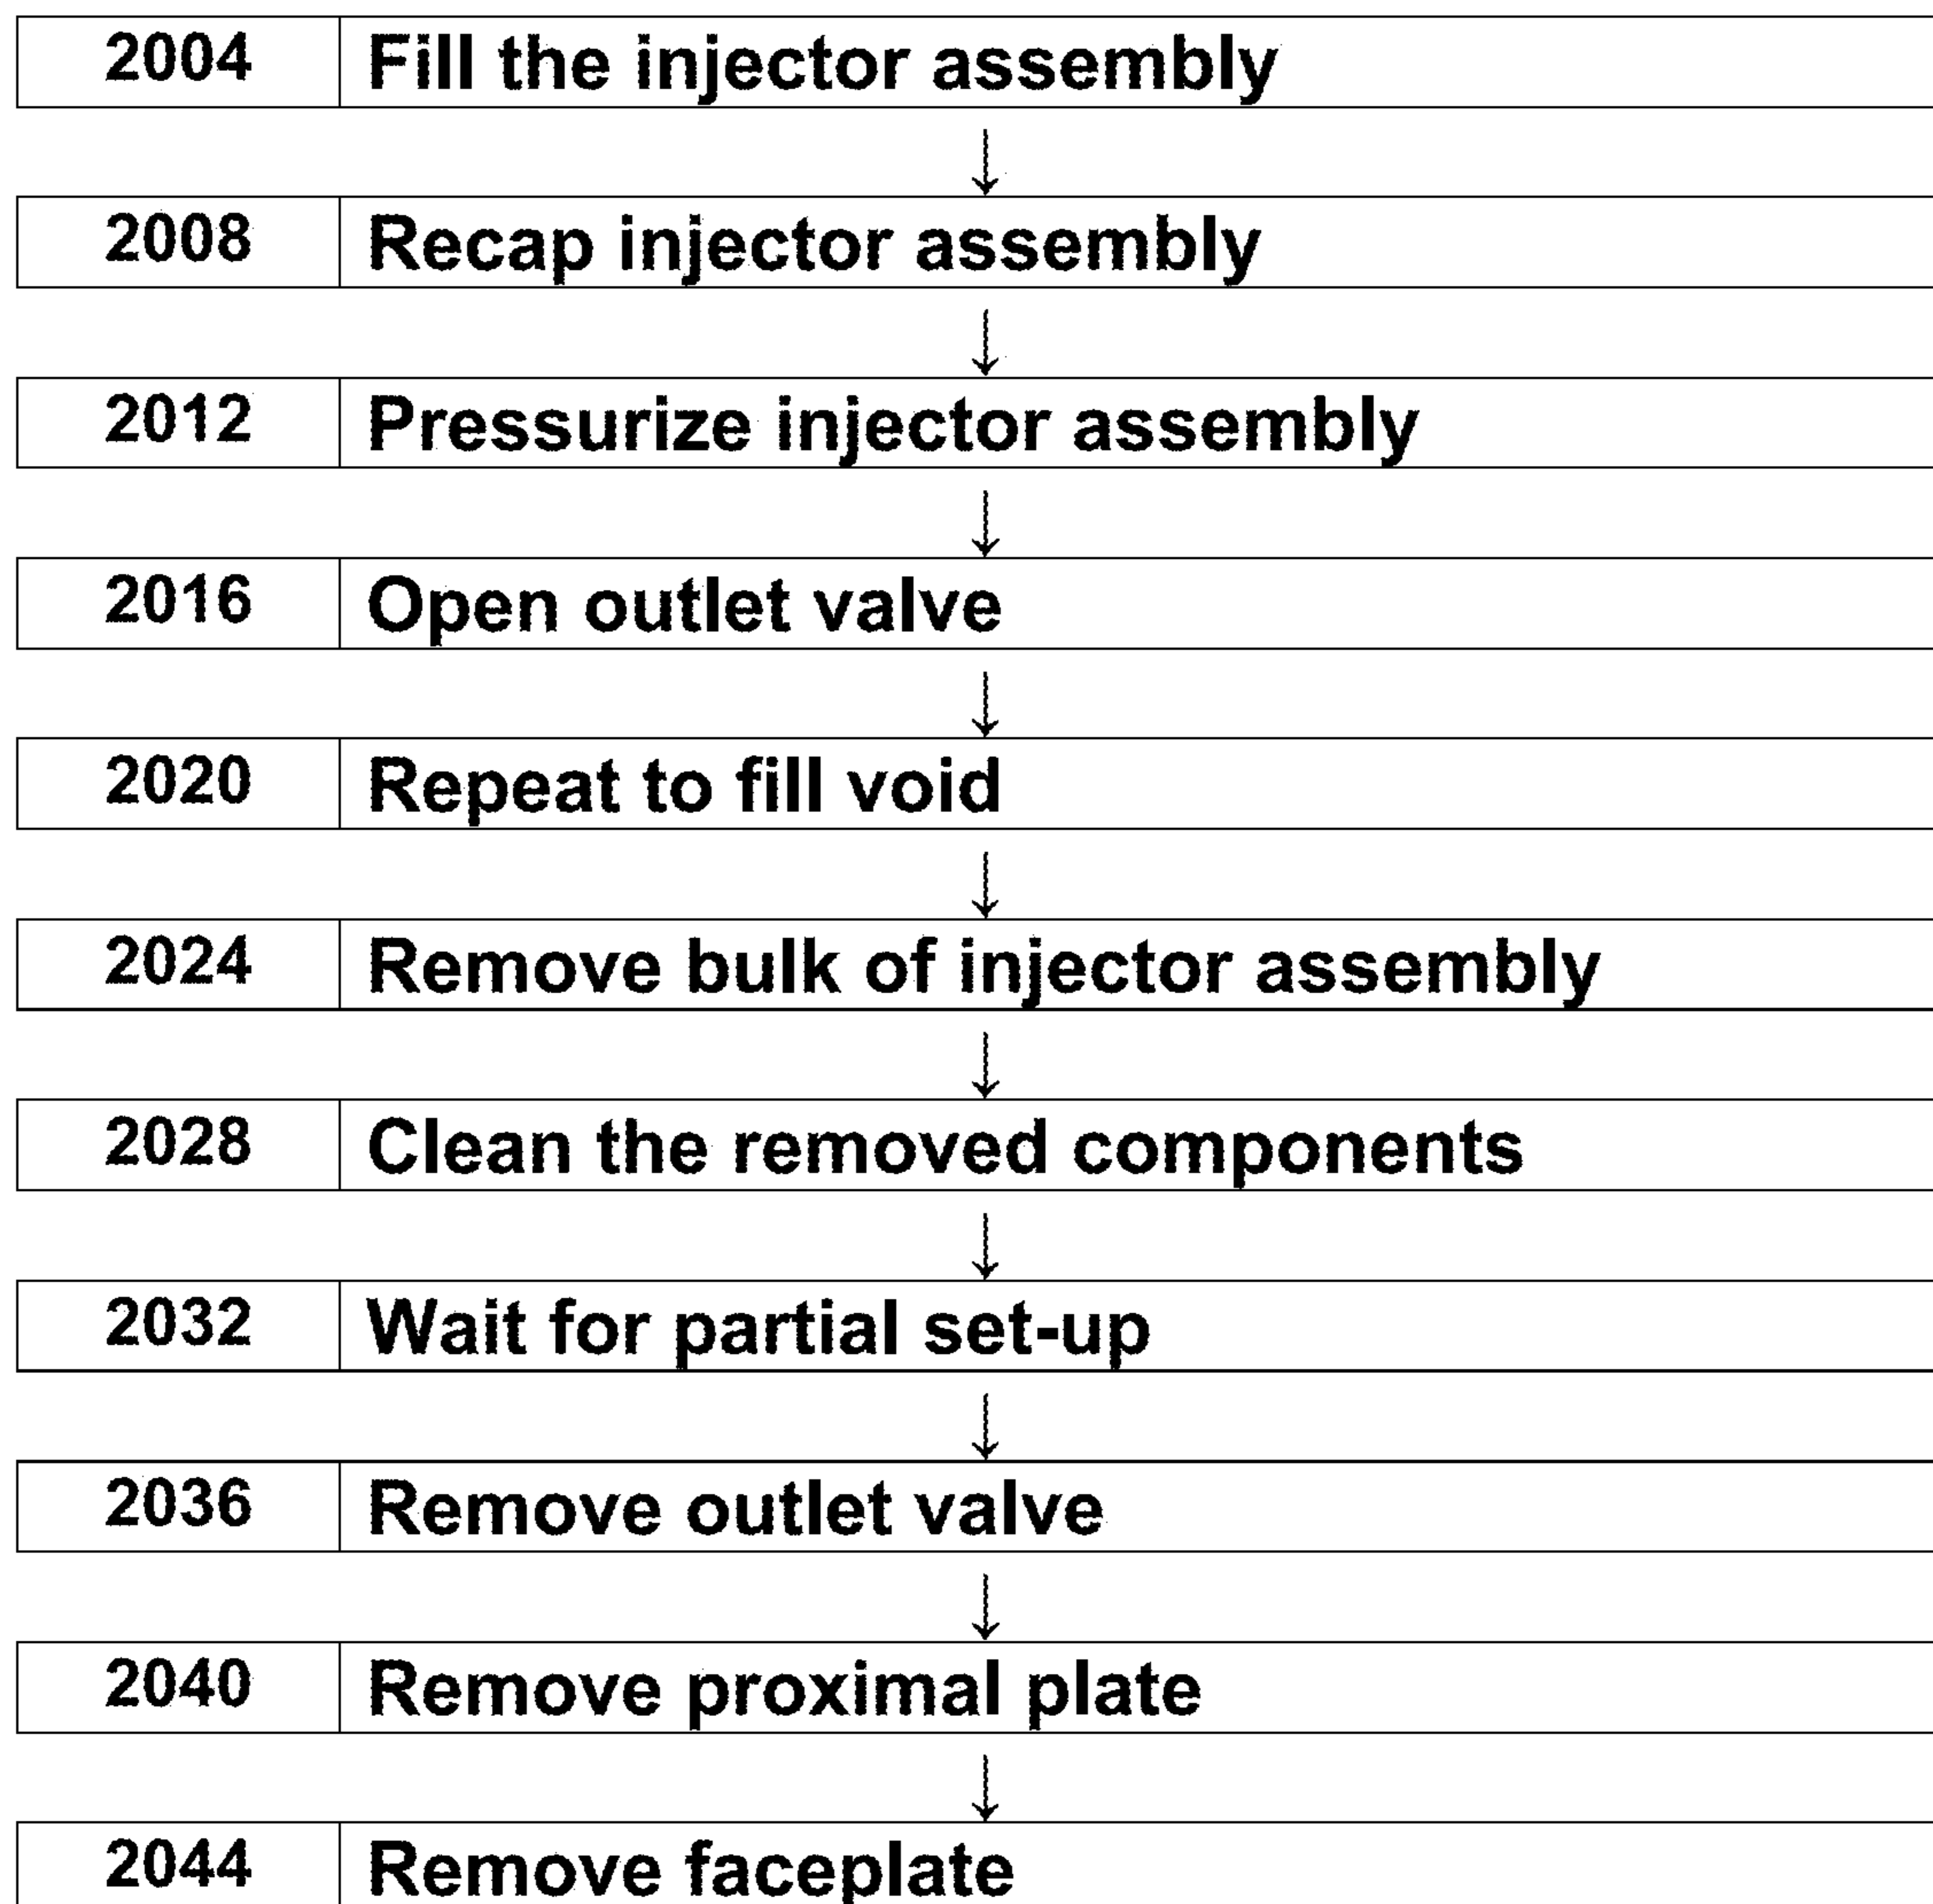 2004 Fill the injector assembly
2008 Recap injector assembly
2012 Pressurize injector assembly
2016 Open outlet valve
2020 Repeat to fill void
2024 Remove bulk of injector assembly
2028 Clean the removed components
2032 Wait for partial set-up
2036 Remove outlet valve
2040 Remove proximal plate
2044 Remove faceplate